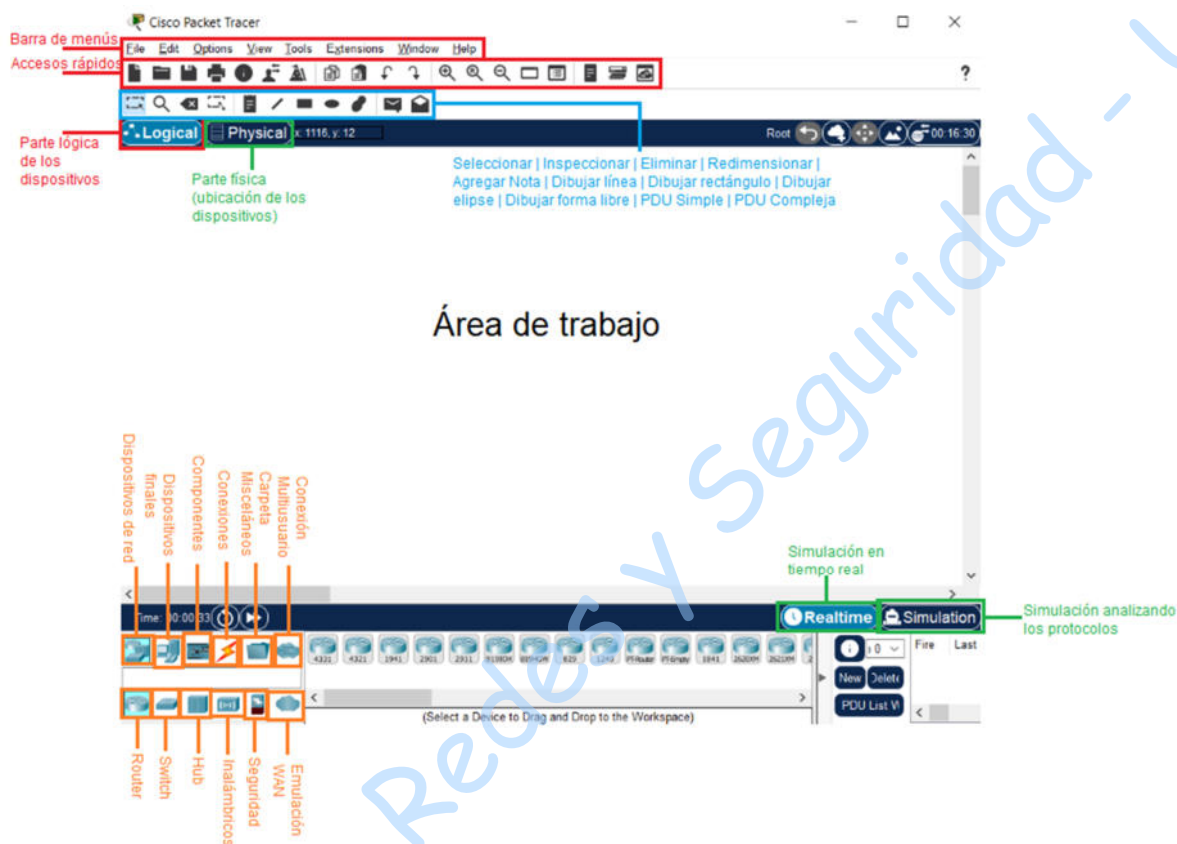 Cisco Packet Tracer
Barra de menús
File Edit Options View Tools Extensions Window Help
Accesos rápidos
?
Logical
Physical
x: 1116, y: 12
Root
00:16:30
Parte lógica
de los
dispositivos
Parte física
(ubicación de los
dispositivos)
Seleccionar | Inspeccionar | Eliminar | Redimensionar |
Agregar Nota | Dibujar línea | Dibujar rectángulo | Dibujar
elipse | Dibujar forma libre | PDU Simple | PDU Compleja
Área de trabajo
Dispositivos de red
Dispositivos
finales
Componentes
Conexiones
Carpeta
Misceláneos
Conexión
Multiusuario
Simulación en
tiempo real
Time: 00:00:33
Realtime
Simulation
Simulación analizando
los protocolos
4331 4321 1941 2901 2911 819IOX 819HGW 829 1240 PT-Router PT-Empty 1841 2620XM 2621XM
0
Fire Last
New Delete
PDU List W
(Select a Device to Drag and Drop to the Workspace)
Router
Switch
Hub
Inalámbricos
Seguridad
Emulación
WAN
Redes y Seguridad -